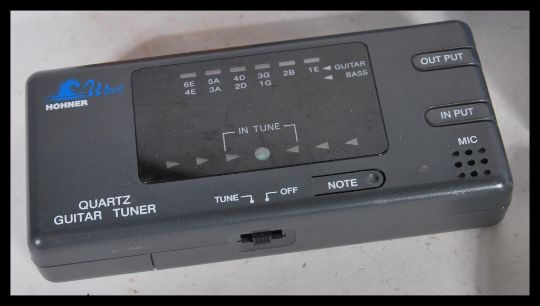 Wave
HOHNER
6E 5A 4D 3G 2B 1E GUITAR
4E 3A 2D 1G BASS
OUT PUT
IN PUT
MIC
IN TUNE
QUARTZ
GUITAR TUNER
TUNE OFF
NOTE